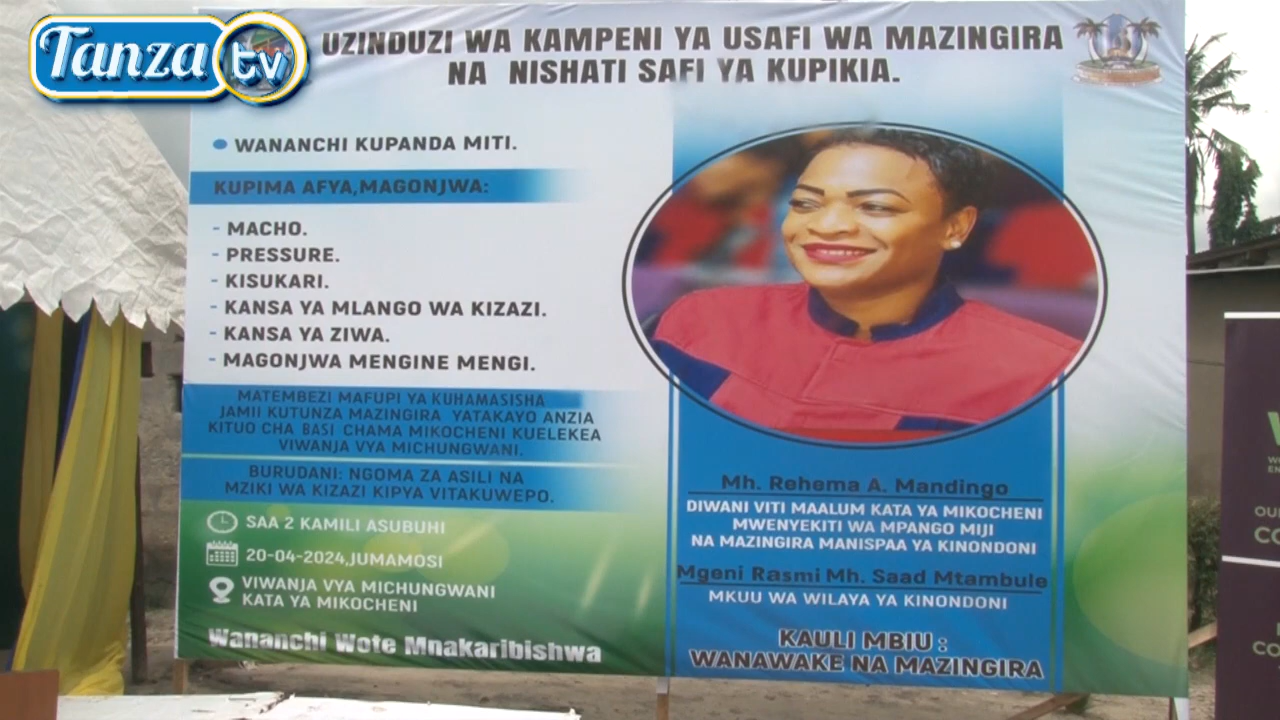 Tanza tv
UZINDUZI WA KAMPENI YA USAFI WA MAZINGIRA
NA NISHATI SAFI YA KUPIKIA.
WANANCHI KUPANDA MITI.
KUPIMA AFYA,MAGONJWA:
- MACHO.
- PRESSURE.
- KISUKARI.
- KANSA YA MLANGO WA KIZAZI.
- KANSA YA ZIWA.
- MAGONJWA MENGINE MENGI.
MATEMBEZI MAFUPI YA KUHAMASISHA
JAMII KUTUNZA MAZINGIRA YATAKAYO ANZIA
KITUO CHA BASI CHAMA MIKOCHENI KUELEKEA
VIWANJA VYA MICHUNGWANI.
BURUDANI: NGOMA ZA ASILI NA
MZIKI WA KIZAZI KIPYA VITAKUWEPO.
SAA 2 KAMILI ASUBUHI
20-04-2024,JUMAMOSI
VIWANJA VYA MICHUNGWANI
KATA YA MIKOCHENI
Wananchi Wote Mnakaribishwa
Mh. Rehema A. Mandingo
DIWANI VITI MAALUM KATA YA MIKOCHENI
MWENYEKITI WA MPANGO MIJI
NA MAZINGIRA MANISPAA YA KINONDONI
Mgeni Rasmi Mh. Saad Mtambule
MKUU WA WILAYA YA KINONDONI
KAULI MBIU :
WANAWAKE NA MAZINGIRA
OUR